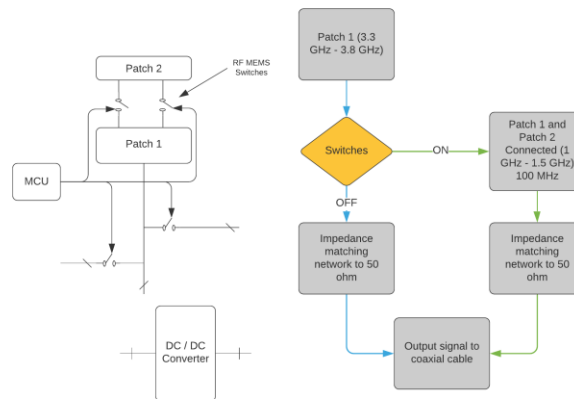 Patch 2
RF MEMS
Switches
Patch 1
MCU
DC / DC
Converter
Patch 1 (3.3
GHz - 3.8 GHz)
Switches
ON
OFF
Patch 1 and
Patch 2
Connected (1
GHz - 1.5 GHz)
100 MHz
Impedance
matching
network to 50
ohm
Impedance
matching
network to 50
ohm
Output signal to
coaxial cable